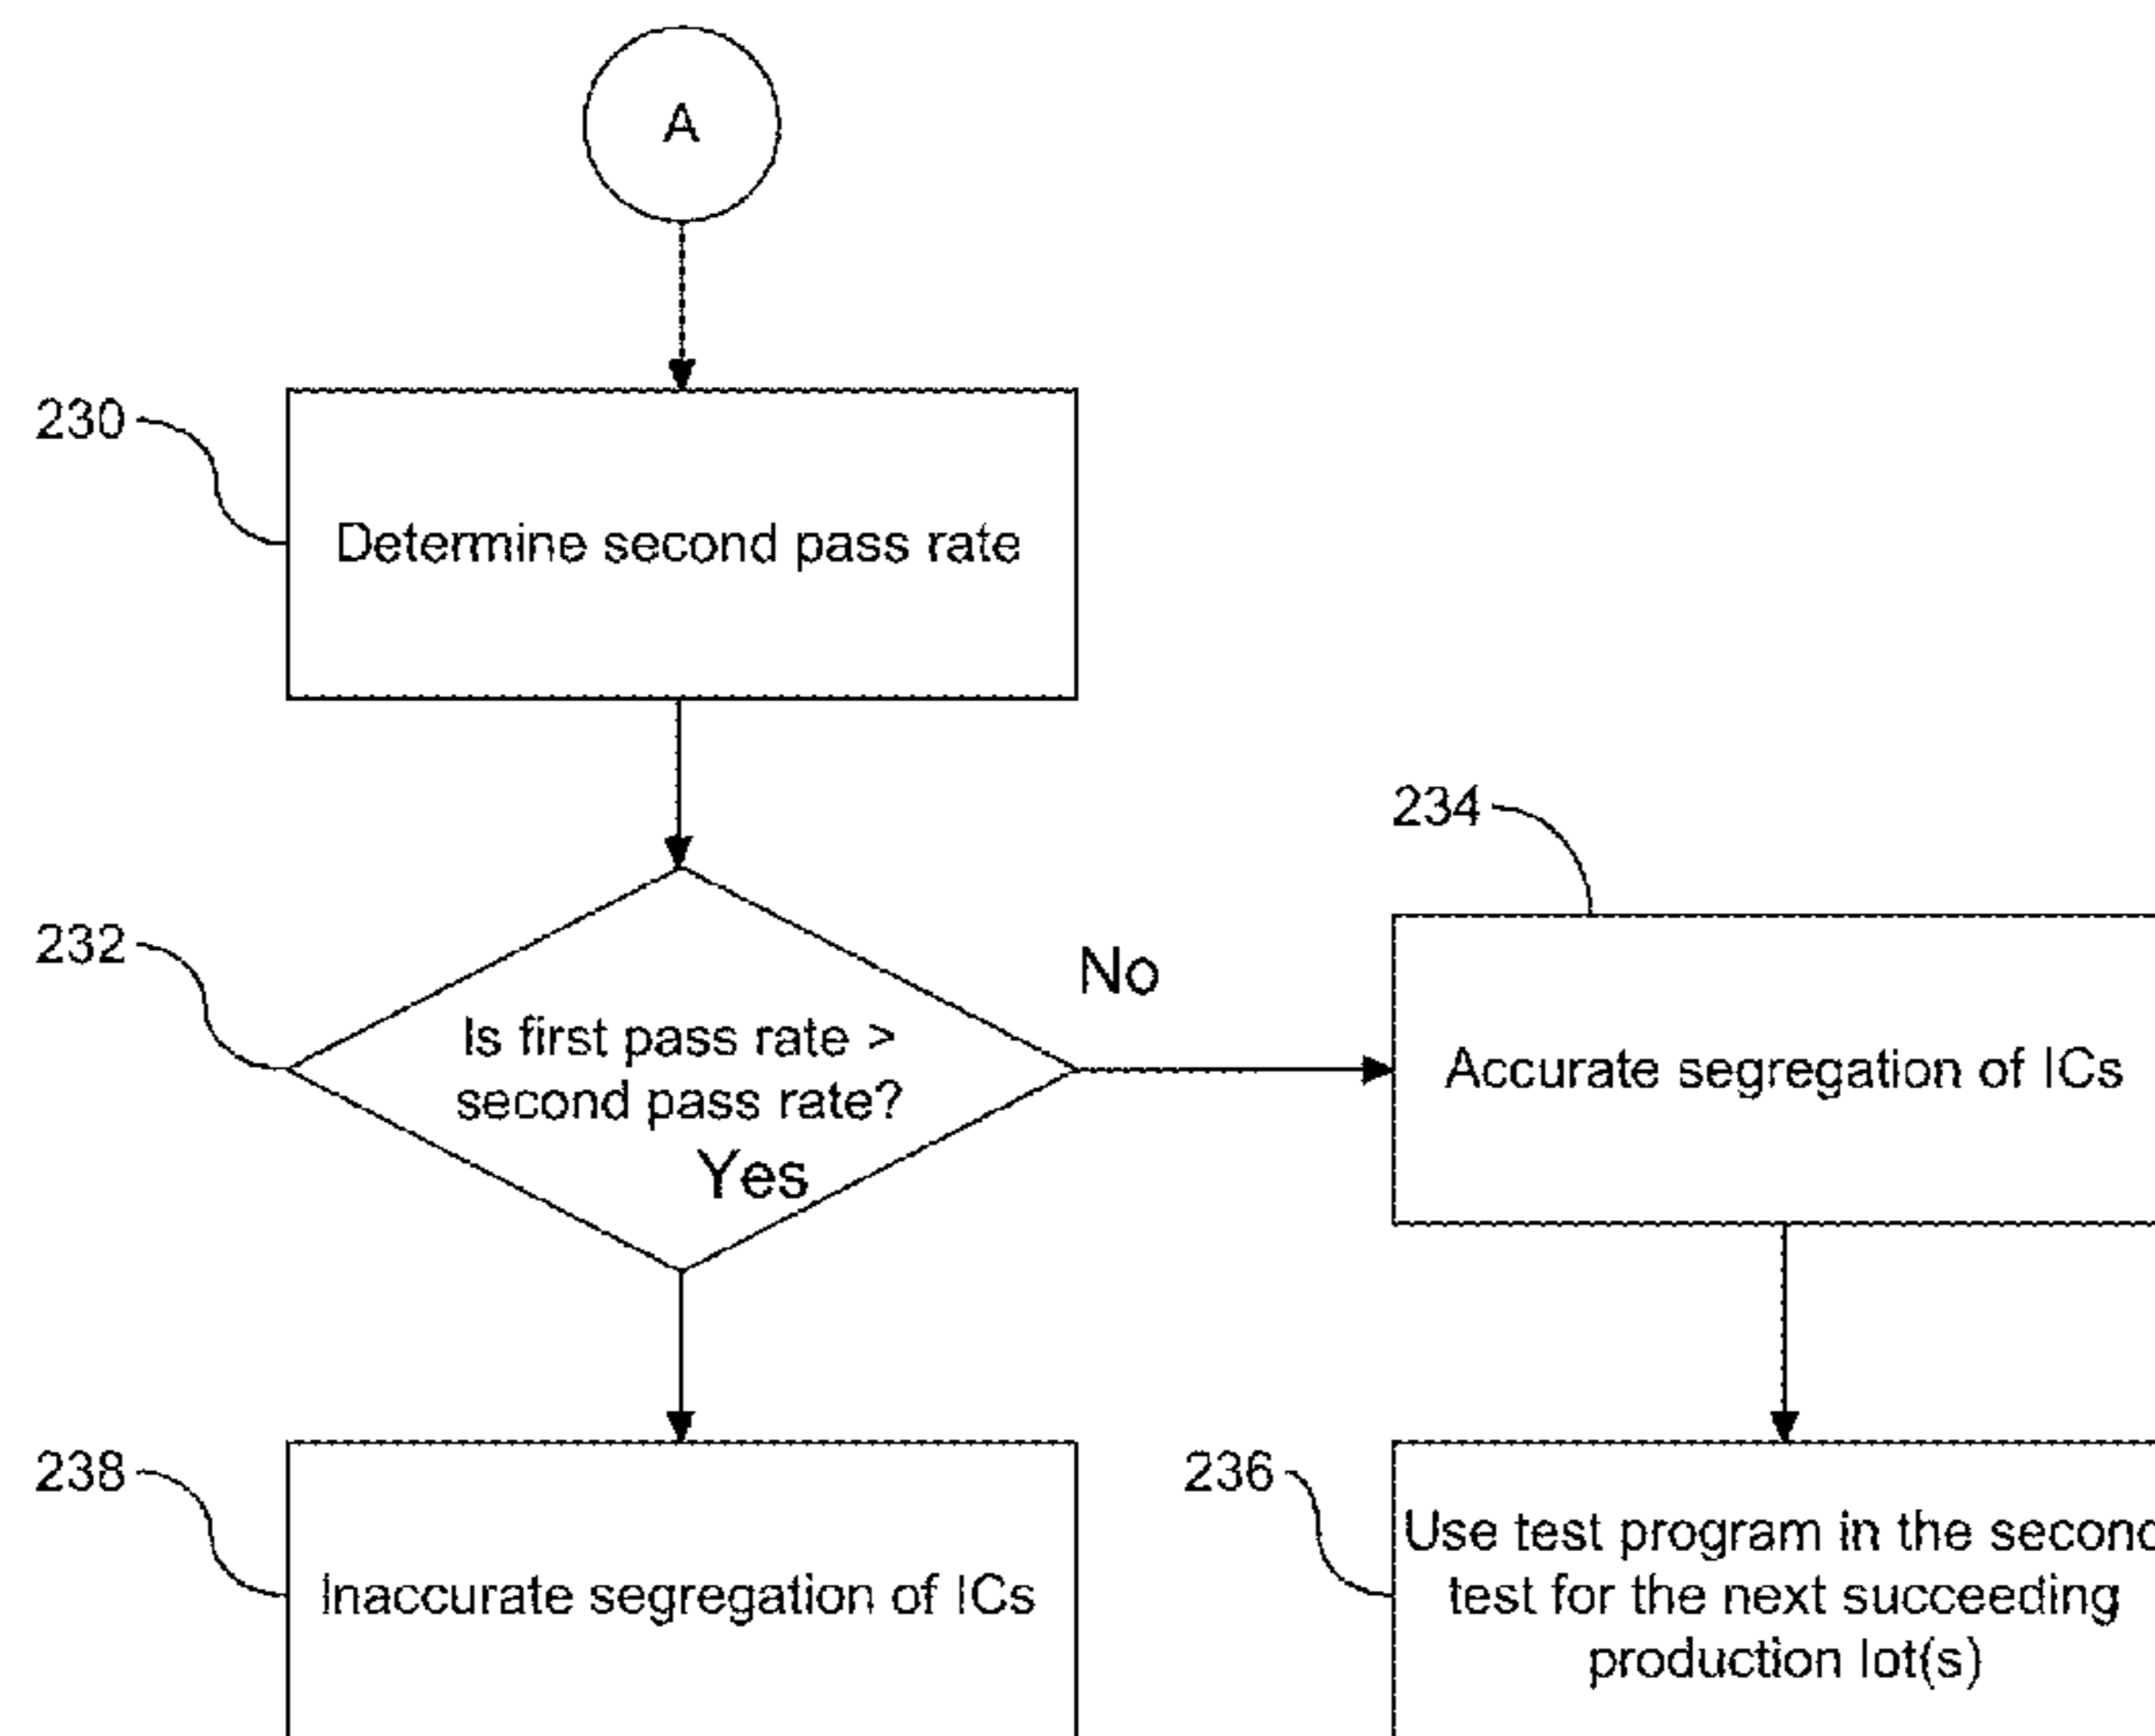 A
230
Determine second pass rate
232
Is first pass rate >
second pass rate?
Yes
No
234
Accurate segregation of ICs
238
Inaccurate segregation of ICs
236
Use test program in the second
test for the next succeeding
production lot(s)